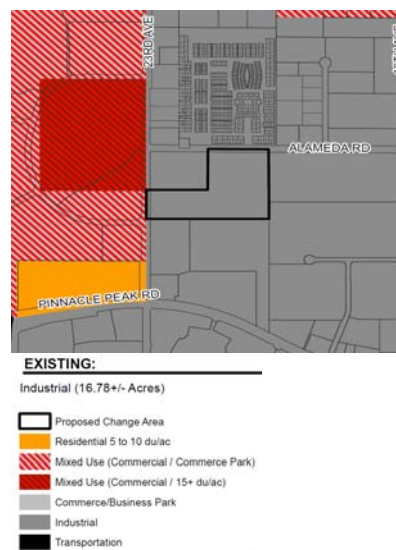 23RD AVE
ALAMEDA RD
PINNACLE PEAK RD
EXISTING:
Industrial (16.78+/- Acres)
Proposed Change Area
Residential 5 to 10 du/ac
Mixed Use (Commercial / Commerce Park)
Mixed Use (Commercial / 15+ du/ac)
Commerce/Business Park
Industrial
Transportation